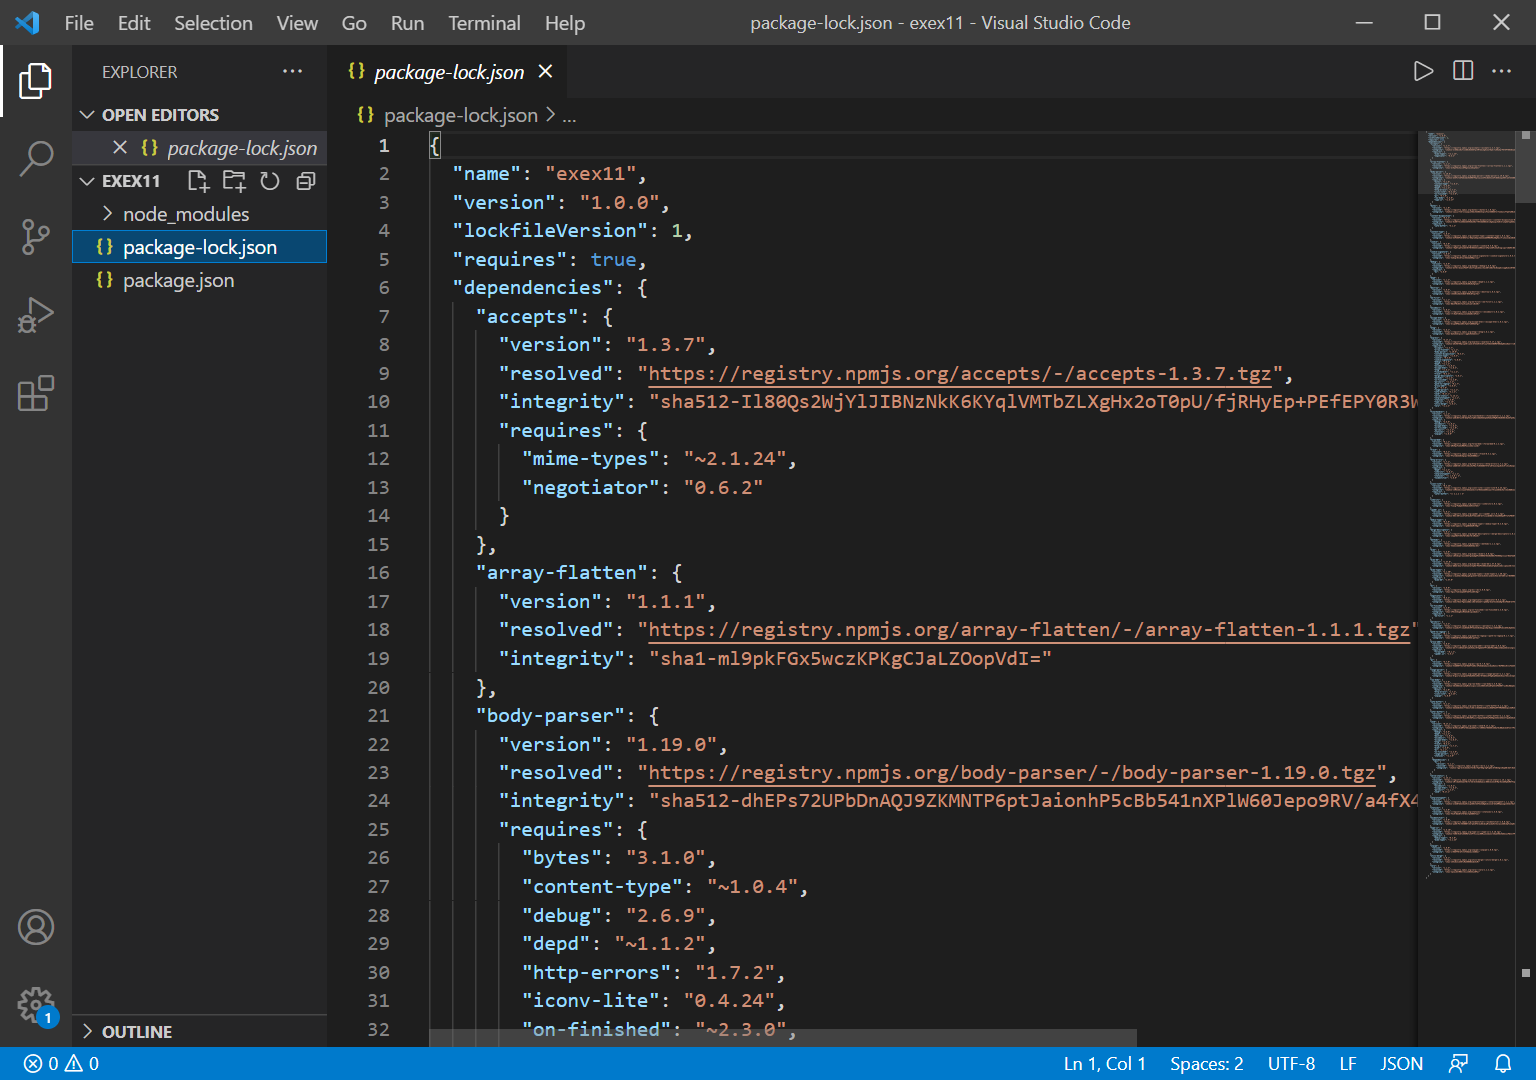 File Edit Selection View Go Run Terminal Help package-lock.json - exex11 - Visual Studio Code
EXPLORER
OPEN EDITORS
{} package-lock.json
EXEX11
node_modules
{} package-lock.json
{} package.json
OUTLINE
{} package-lock.json
{} package-lock.json > ...
1 {
2 "name": "exex11",
3 "version": "1.0.0",
4 "lockfileVersion": 1,
5 "requires": true,
6 "dependencies": {
7 "accepts": {
8 "version": "1.3.7",
9 "resolved": "https://registry.npmjs.org/accepts/-/accepts-1.3.7.tgz",
10 "integrity": "sha512-Il80Qs2WjYlJIBNzNkK6KYqlVMTbZLXgHx2oT0pU/fjRHyEp+PEfEPY0R3W
11 "requires": {
12 "mime-types": "~2.1.24",
13 "negotiator": "0.6.2"
14 }
15 },
16 "array-flatten": {
17 "version": "1.1.1",
18 "resolved": "https://registry.npmjs.org/array-flatten/-/array-flatten-1.1.1.tgz"
19 "integrity": "sha1-ml9pkFGx5wczKPKgCJaLZOopVdI="
20 },
21 "body-parser": {
22 "version": "1.19.0",
23 "resolved": "https://registry.npmjs.org/body-parser/-/body-parser-1.19.0.tgz",
24 "integrity": "sha512-dhEPs72UPbDnAQJ9ZKMNTP6ptJaionhP5cBb541nXPlW60Jepo9RV/a4fX4
25 "requires": {
26 "bytes": "3.1.0",
27 "content-type": "~1.0.4",
28 "debug": "2.6.9",
29 "depd": "~1.1.2",
30 "http-errors": "1.7.2",
31 "iconv-lite": "0.4.24",
32 "on-finished": "~2.3.0",
1
0 0 Ln 1, Col 1 Spaces: 2 UTF-8 LF JSON